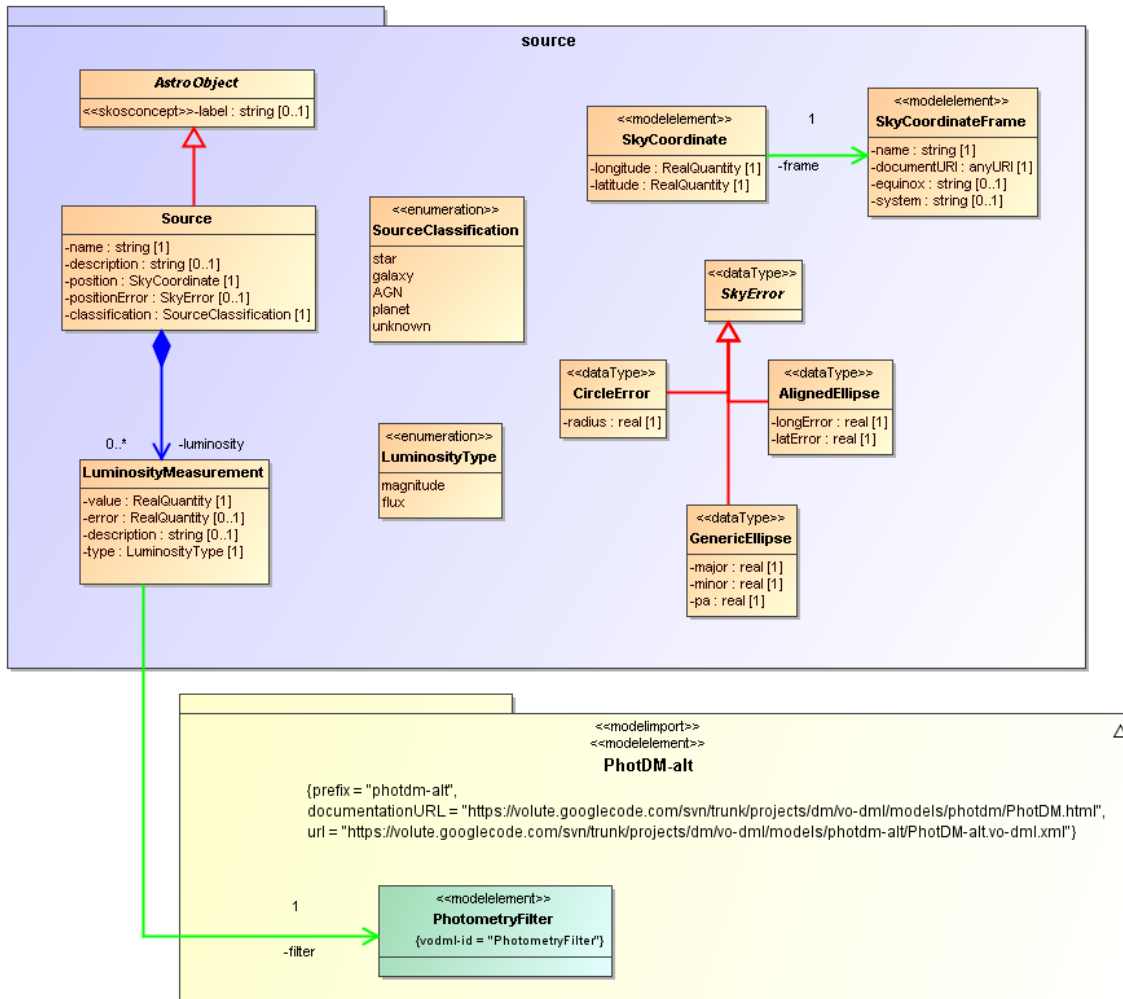 source
AstroObject
<<skosconcept>>-label : string [0..1]
Source
-name : string [1]
-description : string [0..1]
-position : SkyCoordinate [1]
-positionError : SkyError [0..1]
-classification : SourceClassification [1]
0..*
-luminosity
LuminosityMeasurement
-value : RealQuantity [1]
-error : RealQuantity [0..1]
-description : string [0..1]
-type : LuminosityType [1]
<<enumeration>>
SourceClassification
star
galaxy
AGN
planet
unknown
<<enumeration>>
LuminosityType
magnitude
flux
<<modelelement>>
SkyCoordinate
-longitude : RealQuantity [1]
-latitude : RealQuantity [1]
1
-frame
<<modelelement>>
SkyCoordinateFrame
-name : string [1]
-documentURI : anyURI [1]
-equinox : string [0..1]
-system : string [0..1]
<<dataType>>
SkyError
<<dataType>>
CircleError
-radius : real [1]
<<dataType>>
AlignedEllipse
-longError : real [1]
-latError : real [1]
<<dataType>>
GenericEllipse
-major : real [1]
-minor : real [1]
-pa : real [1]
<<modelimport>>
<<modelelement>>
PhotDM-alt
{prefix = "photdm-alt",
documentationURL = "https://volute.googlecode.com/svn/trunk/projects/dm/vo-dml/models/photdm/PhotDM.html",
url = "https://volute.googlecode.com/svn/trunk/projects/dm/vo-dml/models/photdm-alt/PhotDM-alt.vo-dml.xml"}
1
-filter
<<modelelement>>
PhotometryFilter
{vodml-id = "PhotometryFilter"}